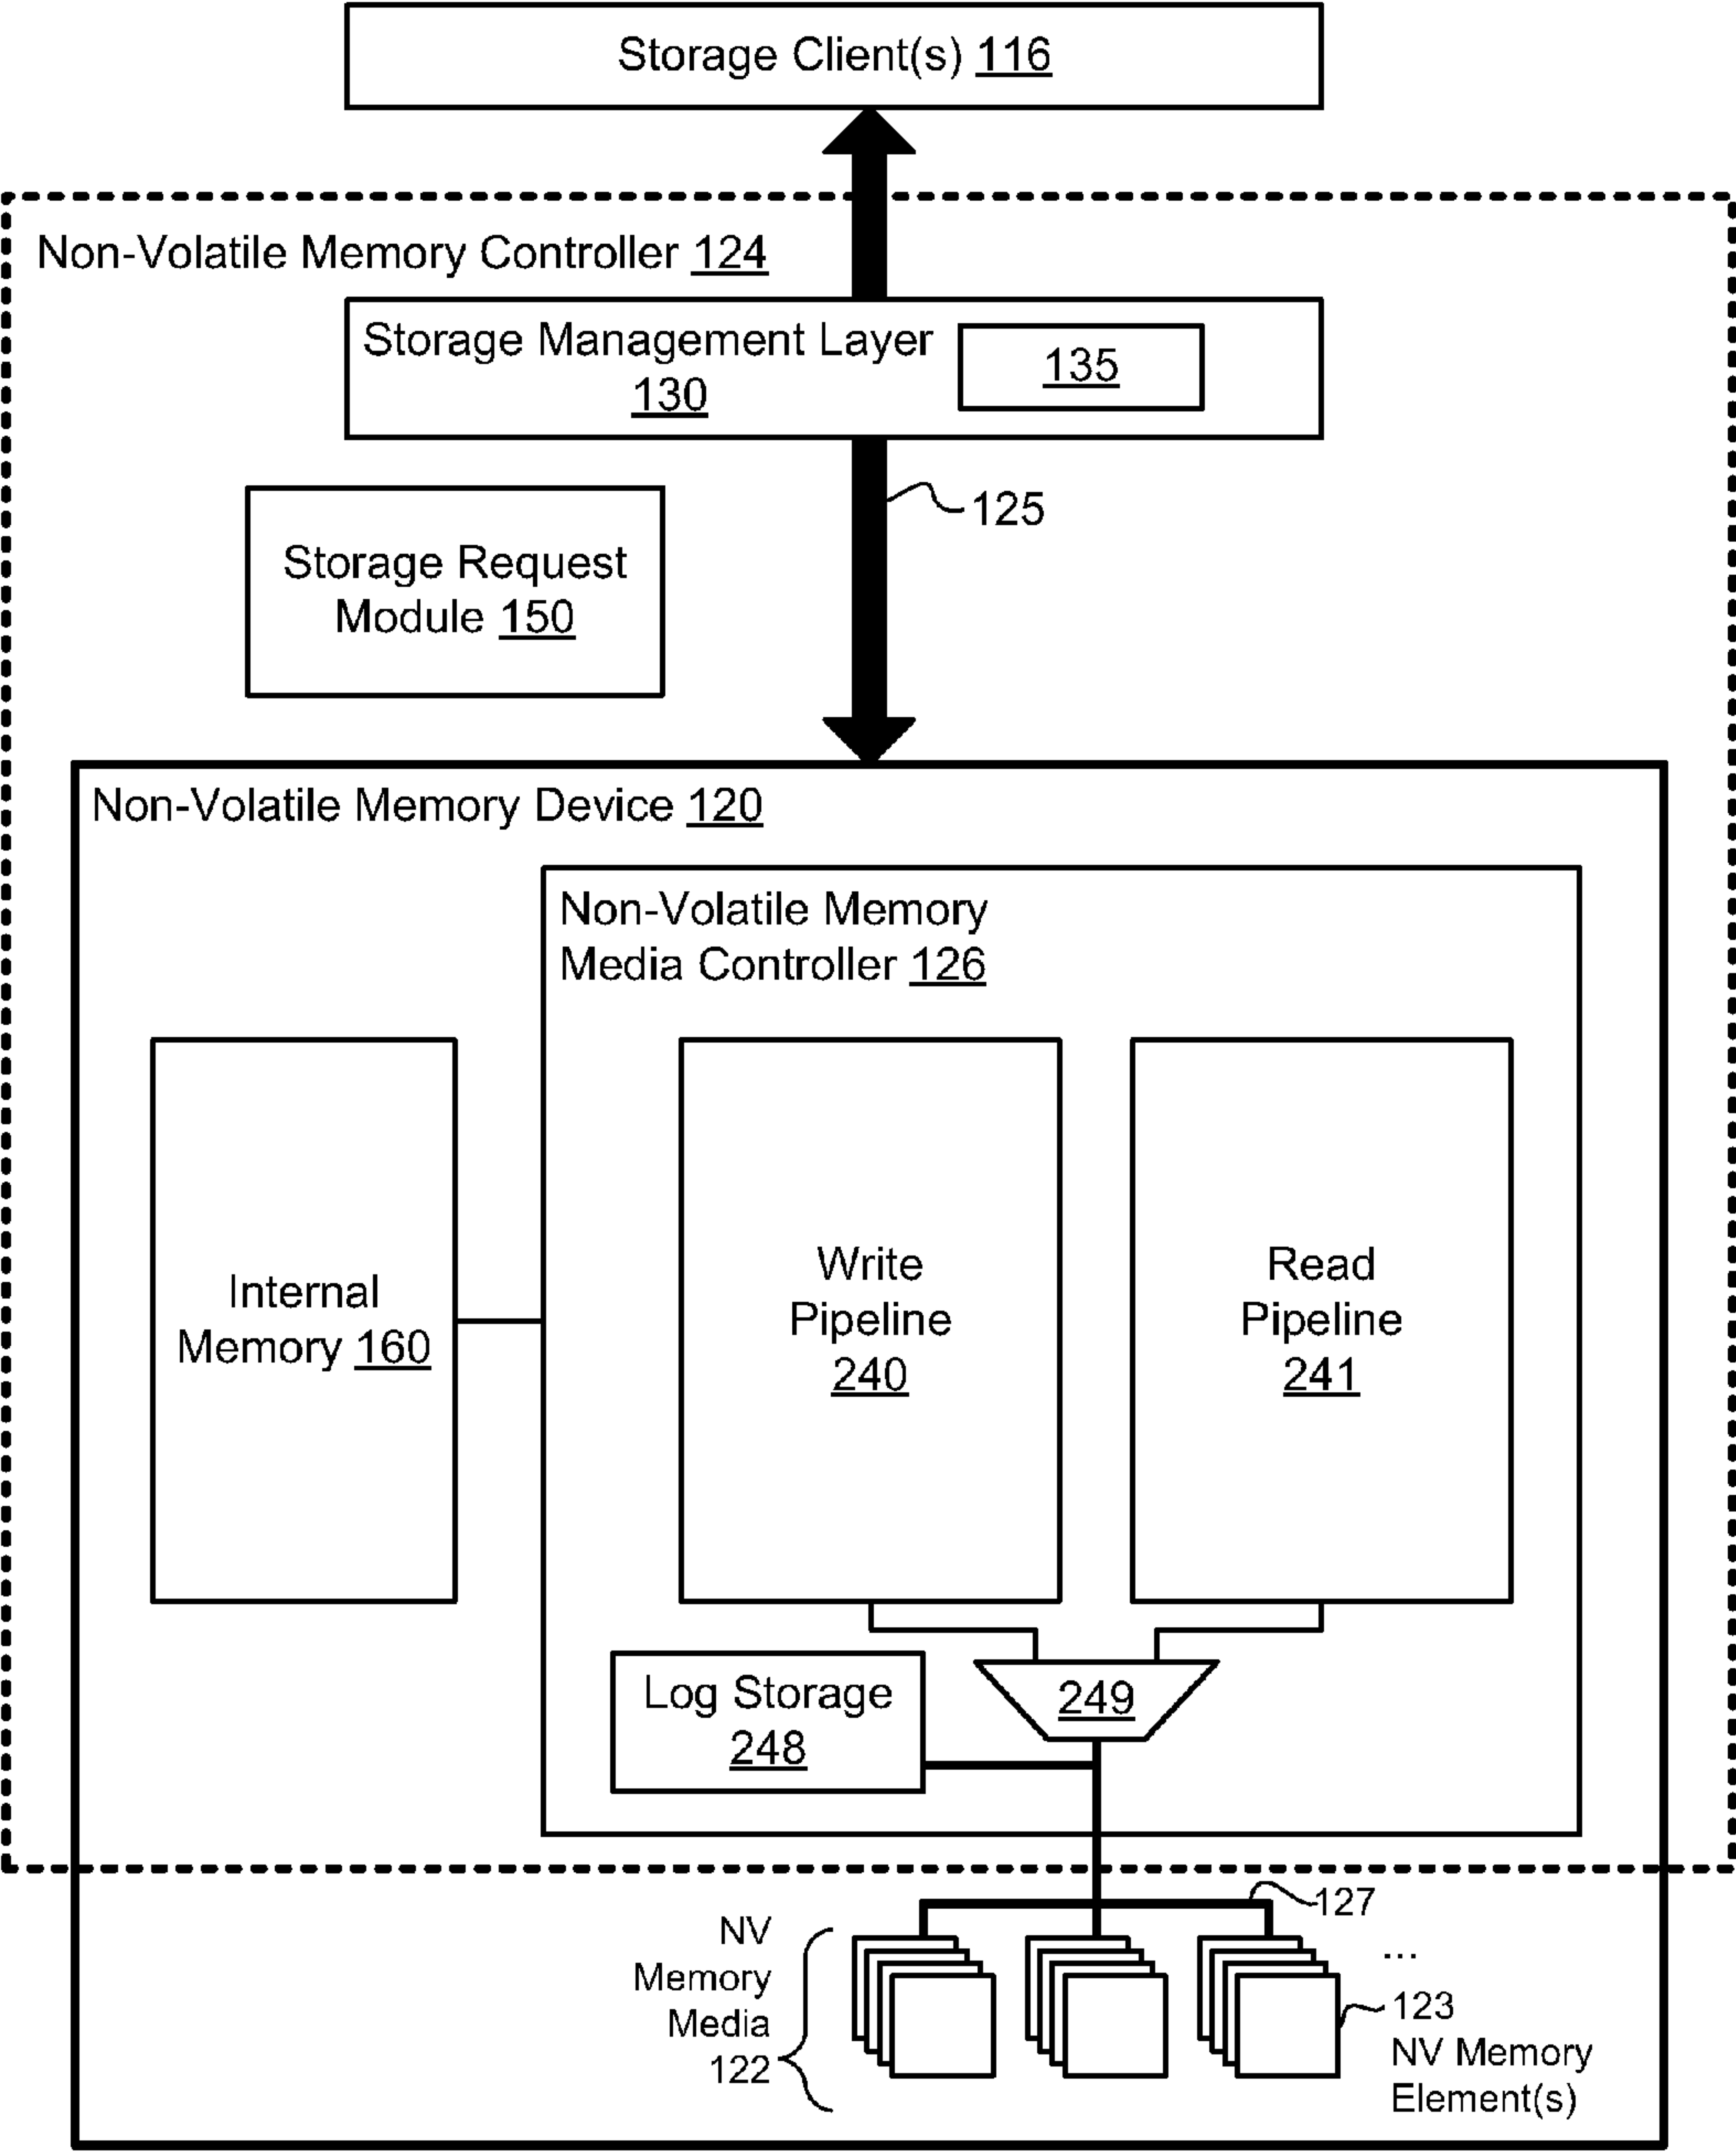 Storage Client(s) 116
Non-Volatile Memory Controller 124
Storage Management Layer
130
135
125
Storage Request
Module 150
Non-Volatile Memory Device 120
Non-Volatile Memory
Media Controller 126
Internal
Memory 160
Write
Pipeline
240
Read
Pipeline
241
Log Storage
248
249
127
NV
Memory
Media
122
...
123
NV Memory
Element(s)